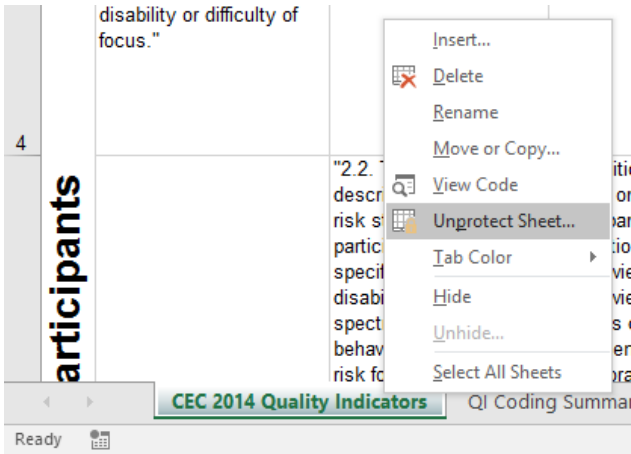 disability or difficulty of
focus."
4
articipants
"2.2.
descr
risk s
partic
specif
disabi
spect
behav
risk fo
Insert...
Delete
Rename
Move or Copy...
View Code
Unprotect Sheet...
Tab Color
Hide
Unhide...
Select All Sheets
CEC 2014 Quality Indicators
QI Coding Summar
Ready